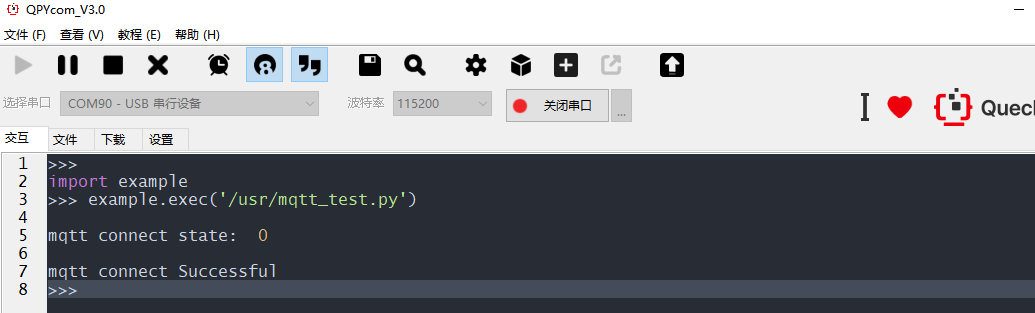 QPYcom_V3.0
文件 (F) 查看 (V) 教程 (E) 帮助 (H)
选择串口 COM90 - USB 串行设备 波特率 115200 关闭串口 ...
交互 文件 下载 设置
1 >>>
2 import example
3 >>> example.exec('/usr/mqtt_test.py')
4
5 mqtt connect state: 0
6
7 mqtt connect Successful
8 >>>